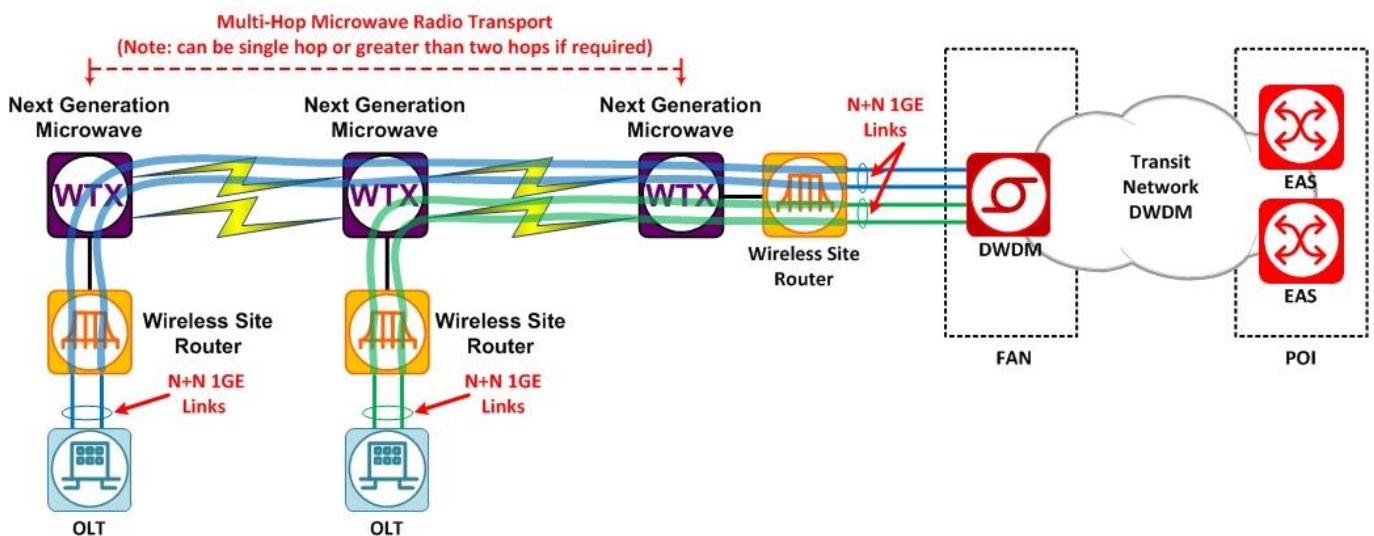 Multi-Hop Microwave Radio Transport
(Note: can be single hop or greater than two hops if required)
Next Generation
Microwave
Next Generation
Microwave
Next Generation
Microwave
N+N 1GE
Links
WTX
WTX
WTX
Wireless Site
Router
DWDM
Transit
Network
DWDM
EAS
EAS
Wireless Site
Router
Wireless Site
Router
FAN
POI
N+N 1GE
Links
N+N 1GE
Links
OLT
OLT